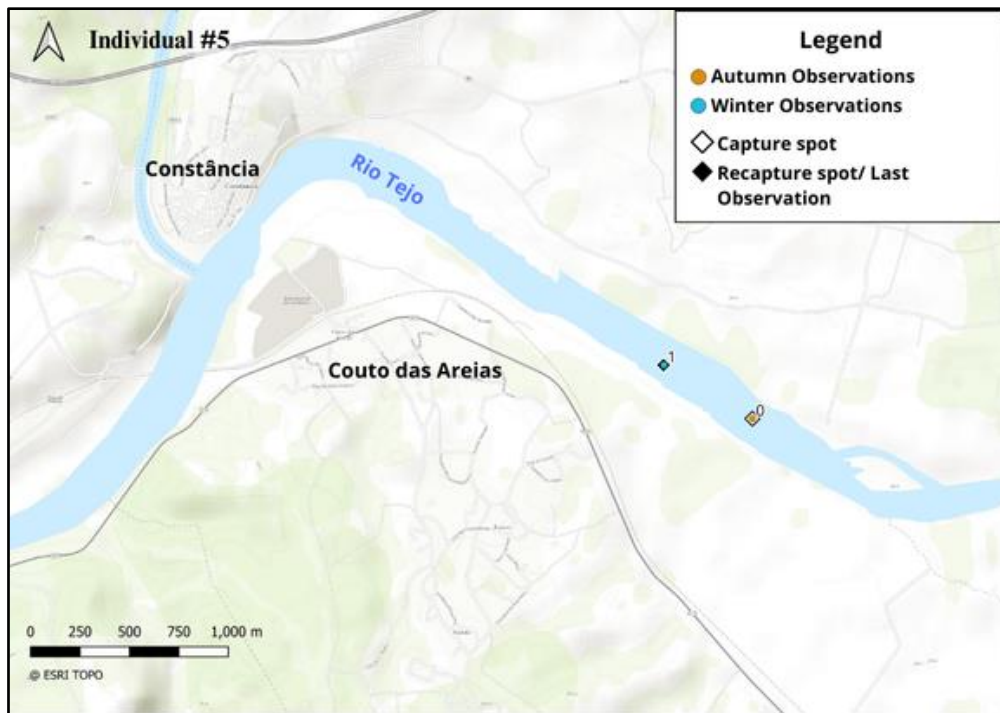 Individual #5
Legend
Autumn Observations
Winter Observations
Capture spot
Recapture spot/ Last
Observation
Constância
Rio Tejo
Constância
1
Couto das Areias
0
0 250 500 750 1,000 m
@ ESRI TOPO